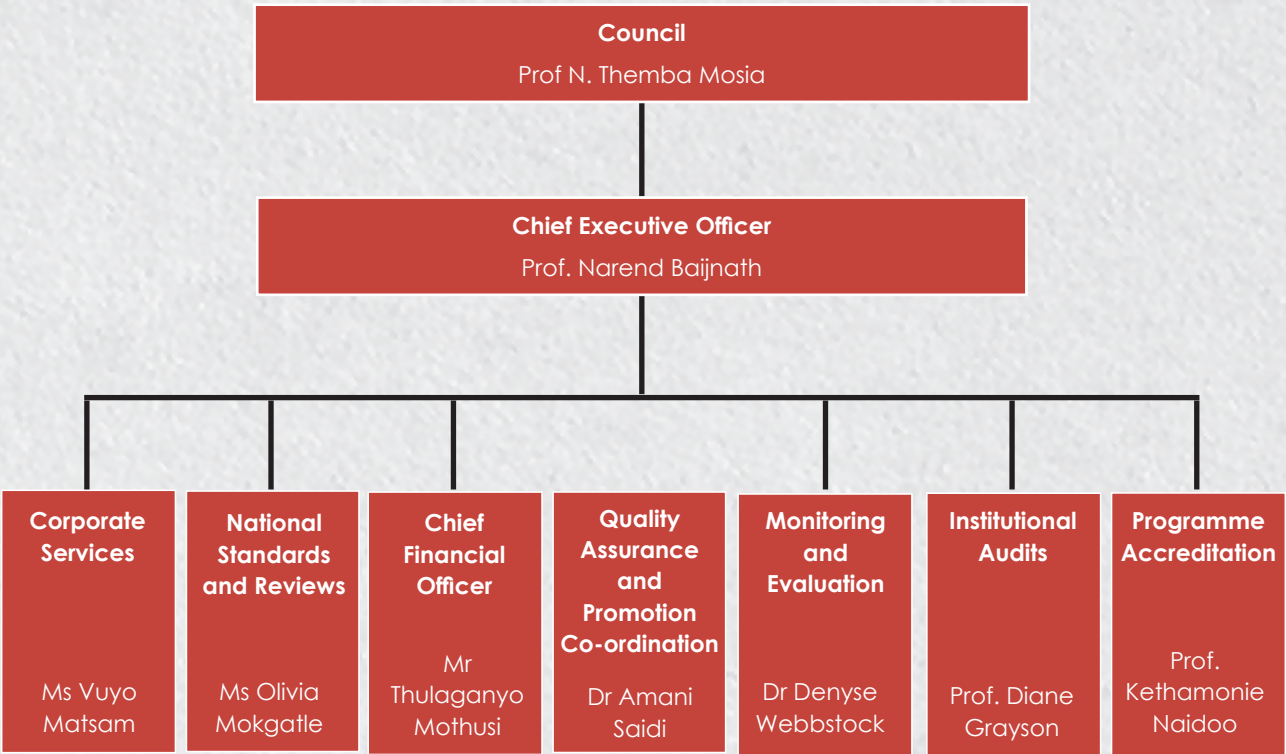 Council
Prof N. Themba Mosia
Chief Executive Officer
Prof. Narend Baijnath
Corporate
Services
Ms Vuyo
Matsam
National
Standards
and Reviews
Ms Olivia
Mokgatle
Chief
Financial
Officer
Mr
Thulaganyo
Mothusi
Quality
Assurance
and
Promotion
Co-ordination
Dr Amani
Saidi
Monitoring
and
Evaluation
Dr Denyse
Webbstock
Institutional
Audits
Prof. Diane
Grayson
Programme
Accreditation
Prof.
Kethamonie
Naidoo